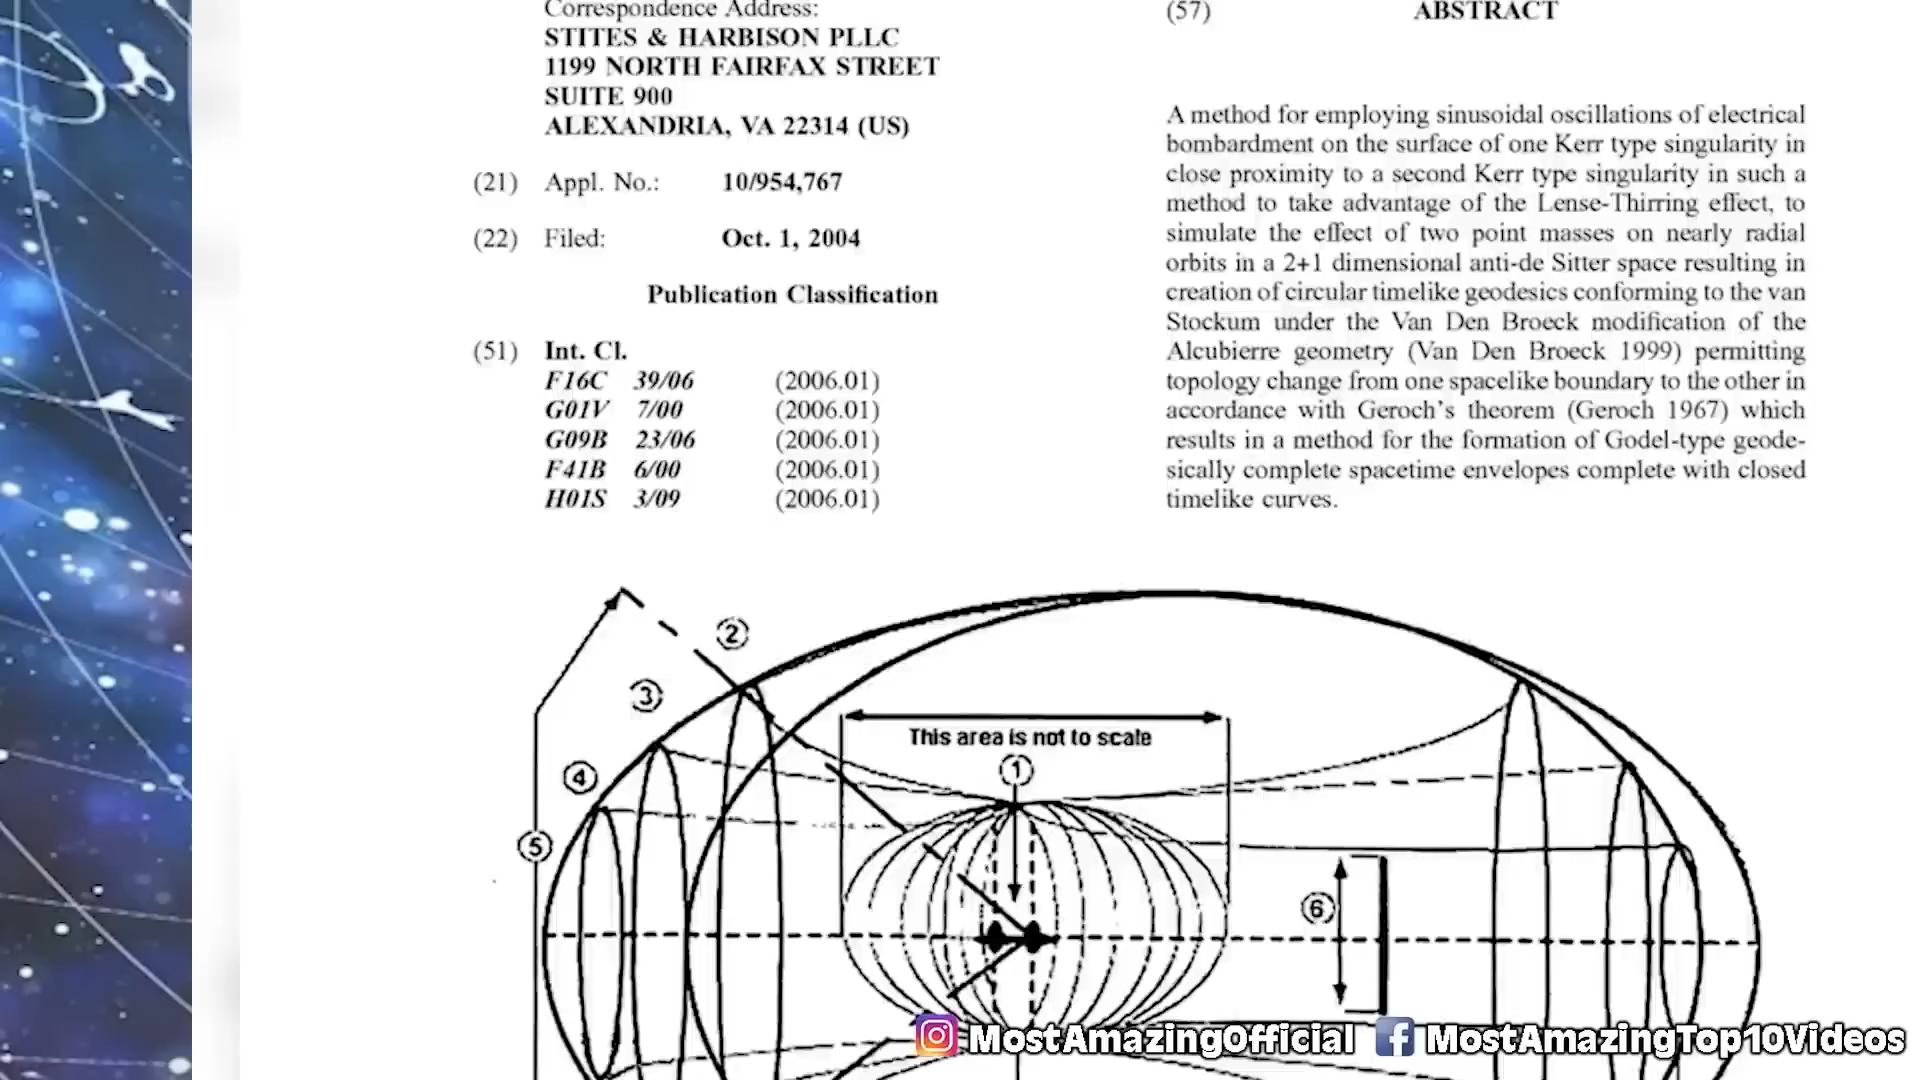 Correspondence Address:
STITES & HARBISON PLLC
1199 NORTH FAIRFAX STREET
SUITE 900
ALEXANDRIA, VA 22314 (US)
(21) Appl. No.: 10/954,767
(22) Filed: Oct. 1, 2004
Publication Classification
(51) Int. Cl.
F16C 39/06 (2006.01)
G01V 7/00 (2006.01)
G09B 23/06 (2006.01)
F41B 6/00 (2006.01)
H01S 3/09 (2006.01)
(57) ABSTRACT
A method for employing sinusoidal oscillations of electrical
bombardment on the surface of one Kerr type singularity in
close proximity to a second Kerr type singularity in such a
method to take advantage of the Lense-Thirring effect, to
simulate the effect of two point masses on nearly radial
orbits in a 2+1 dimensional anti-de Sitter space resulting in
creation of circular timelike geodesics conforming to the van
Stockum under the Van Den Broeck modification of the
Alcubierre geometry (Van Den Broeck 1999) permitting
topology change from one spacelike boundary to the other in
accordance with Geroch's theorem (Geroch 1967) which
results in a method for the formation of Godel-type geode-
sically complete spacetime envelopes complete with closed
timelike curves.
2
3
This area is not to scale
1
4
5
6
MostAmazingOfficial
MostAmazingTop10Videos